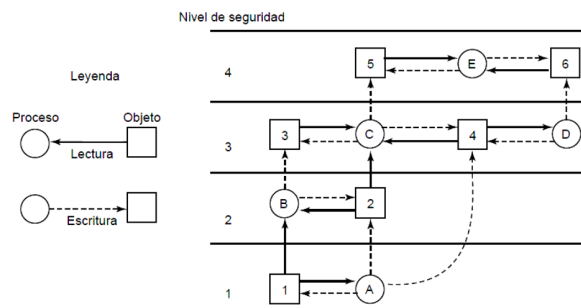 Nivel de seguridad
Leyenda
Proceso Objeto
Lectura
Escritura
4
5 E 6
3
3 C 4 D
2
B 2
1
1 A